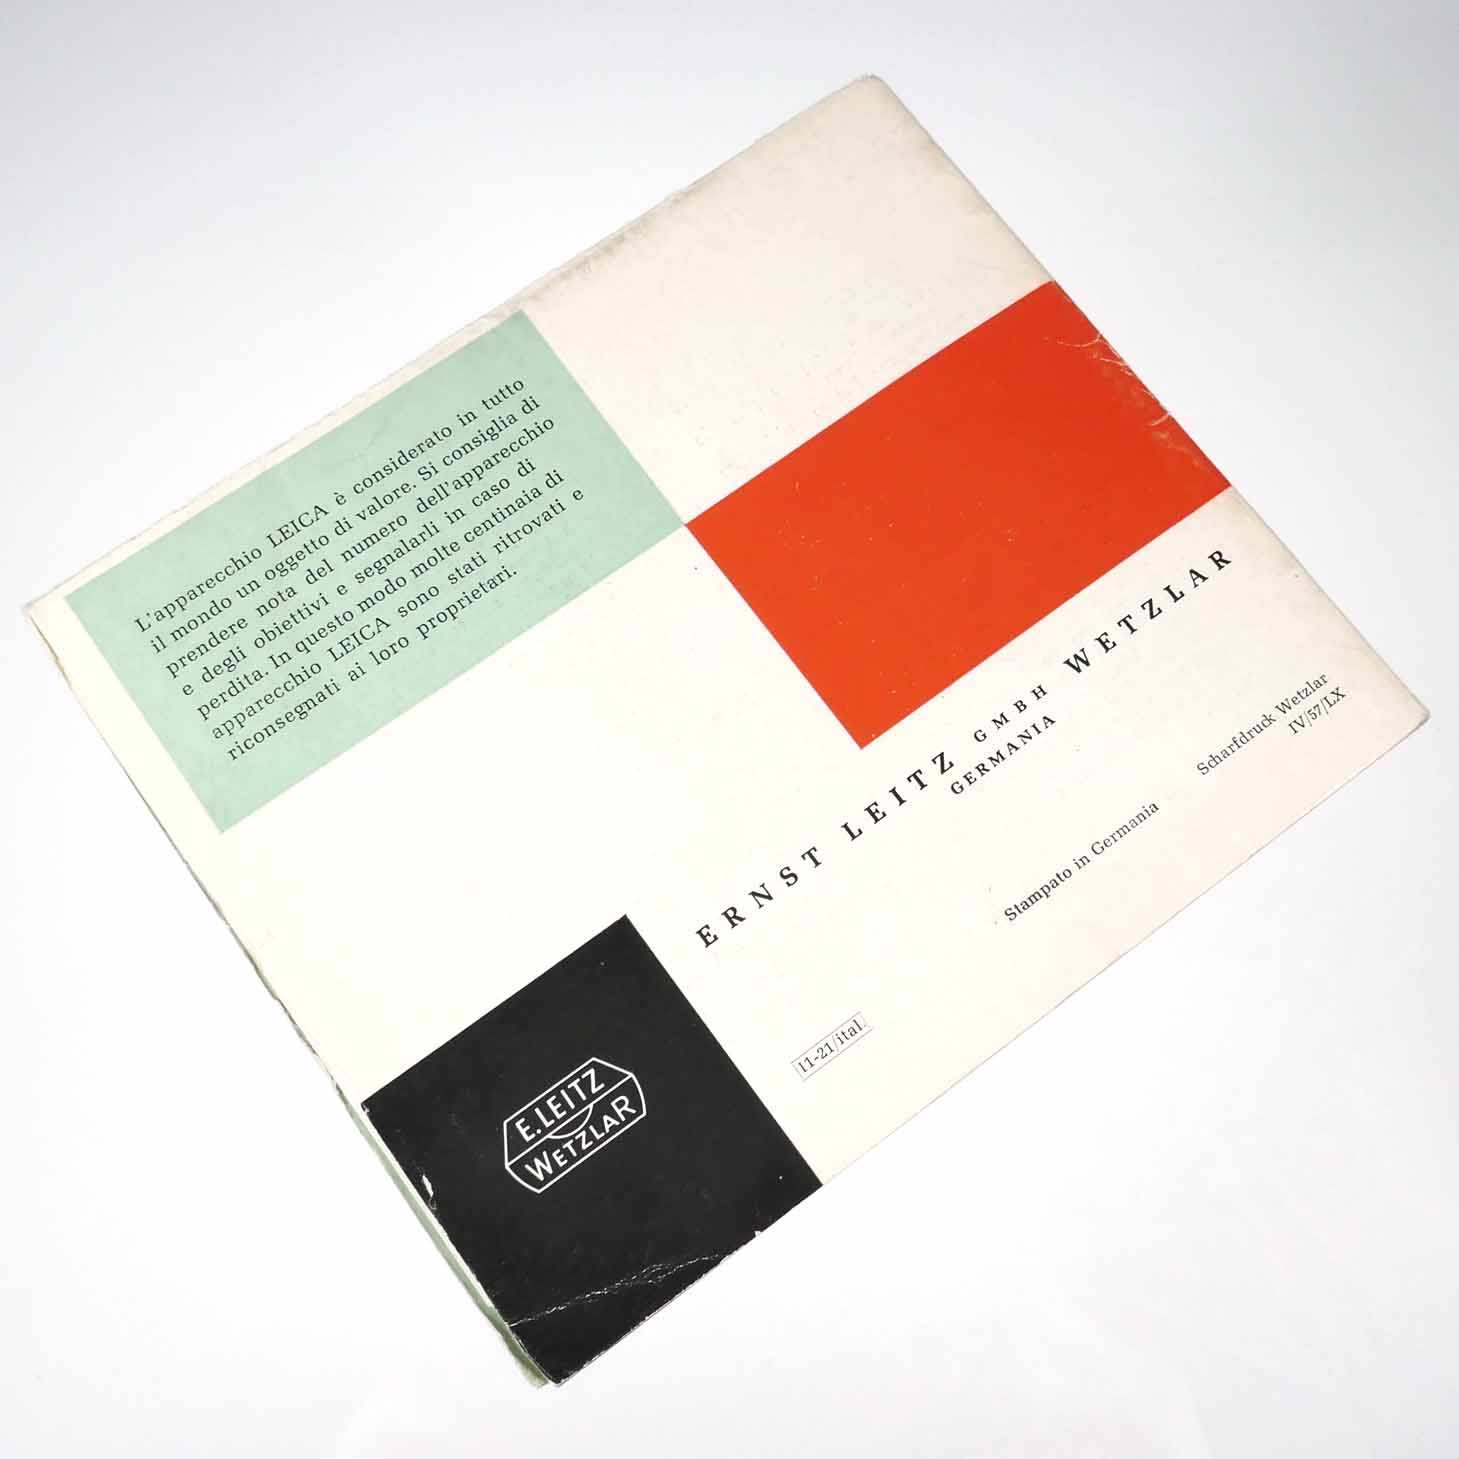 L'apparecchio LEICA è considerato in tutto
il mondo un oggetto di valore. Si consiglia di
prendere nota del numero dell'apparecchio
e degli obiettivi e segnalarli in caso di
perdita. In questo modo molte centinaia di
apparecchio LEICA sono stati ritrovati e
riconsegnati ai loro proprietari.
ERNST LEITZ GMBH WETZLAR
GERMANIA
Stampato in Germania Scharfdruck Wetzlar
IV/57/LX
11-21/ital.
E. LEITZ
WETZLAR